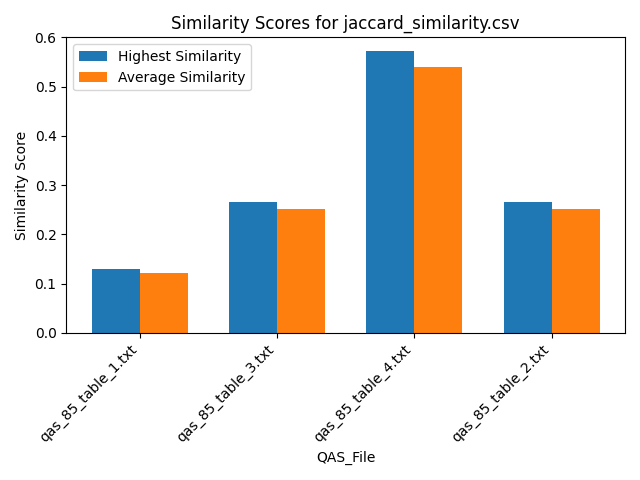 Similarity Scores for jaccard_similarity.csv
Highest Similarity
Average Similarity
Similarity Score
0.6
0.5
0.4
0.3
0.2
0.1
0.0
qas_85_table_1.txt
qas_85_table_3.txt
qas_85_table_4.txt
qas_85_table_2.txt
QAS_File